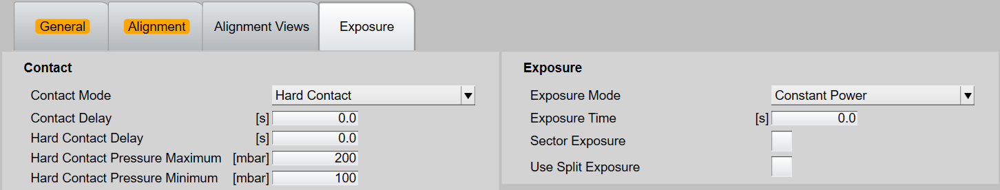 General Alignment Alignment Views Exposure
Contact
Contact Mode Hard Contact
Contact Delay [s] 0.0
Hard Contact Delay [s] 0.0
Hard Contact Pressure Maximum [mbar] 200
Hard Contact Pressure Minimum [mbar] 100
Exposure
Exposure Mode Constant Power
Exposure Time [s] 0.0
Sector Exposure
Use Split Exposure